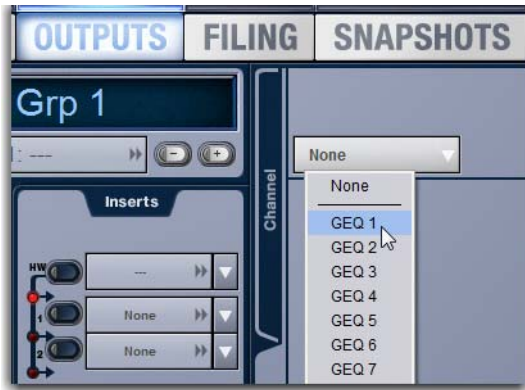 OUTPUTS FILING SNAPSHOTS
Grp 1
: ---
None
Inserts
Channel
HW
---
1
None
2
None
None
GEQ 1
GEQ 2
GEQ 3
GEQ 4
GEQ 5
GEQ 6
GEQ 7